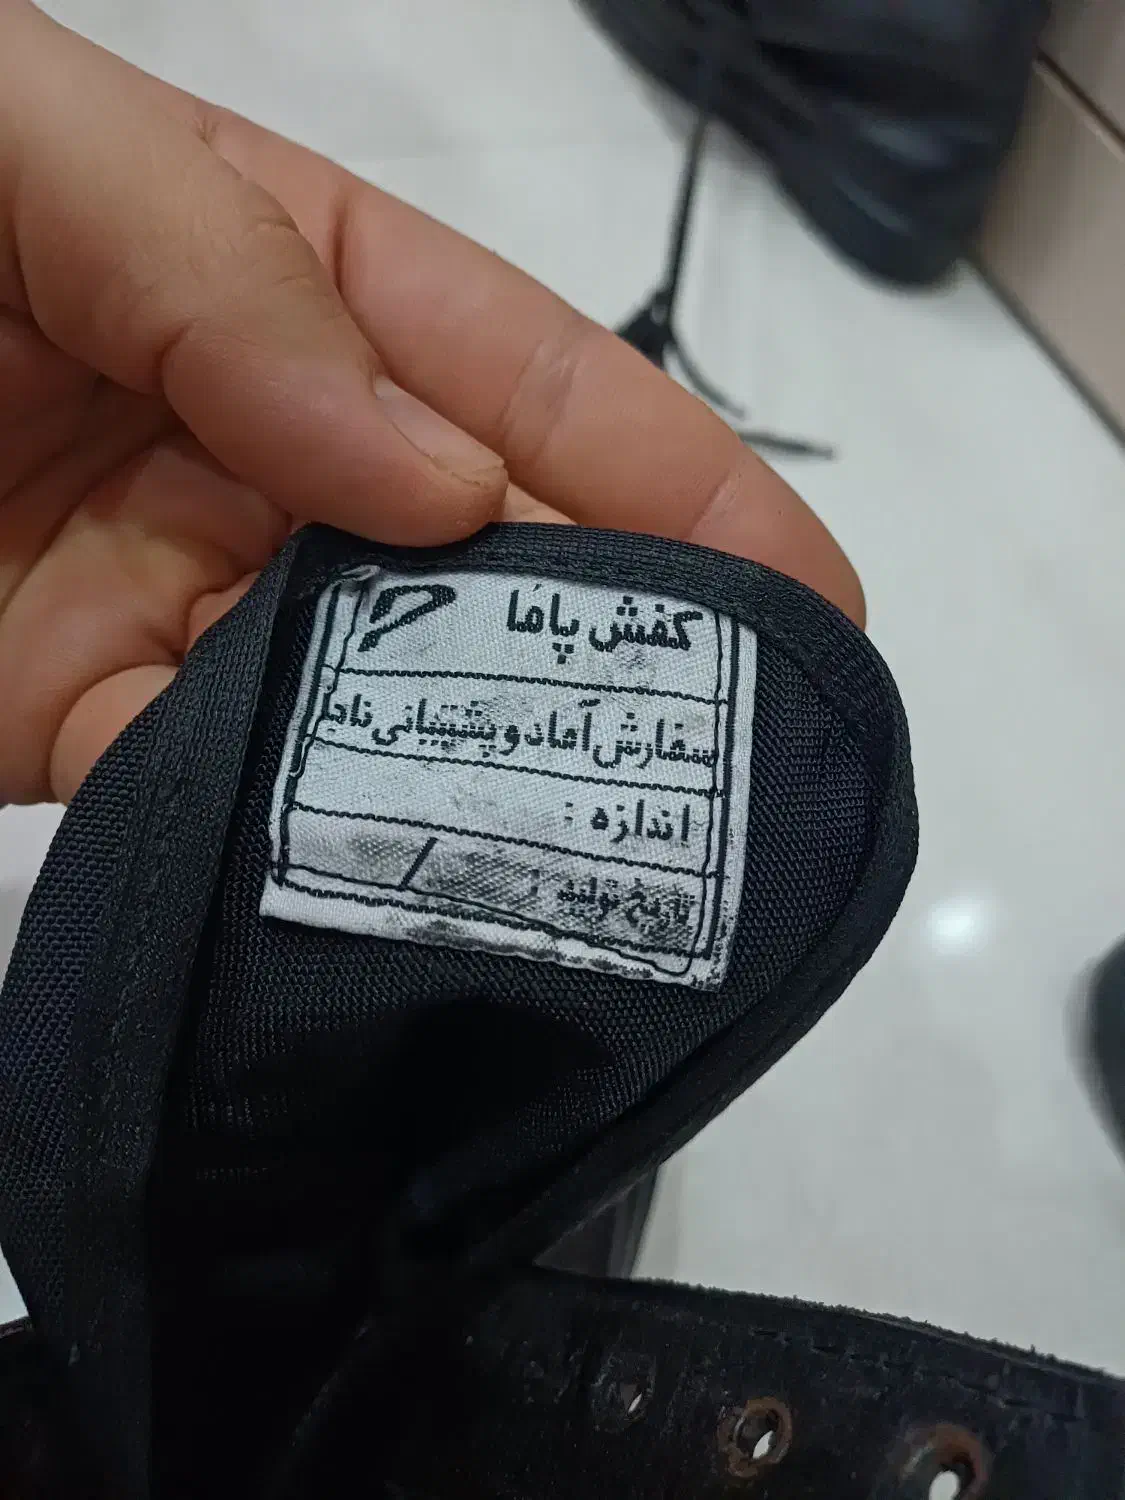 کفش پاما
سفارش آماد و پشتیبانی ناجا
اندازه :
تاریخ تولید : /